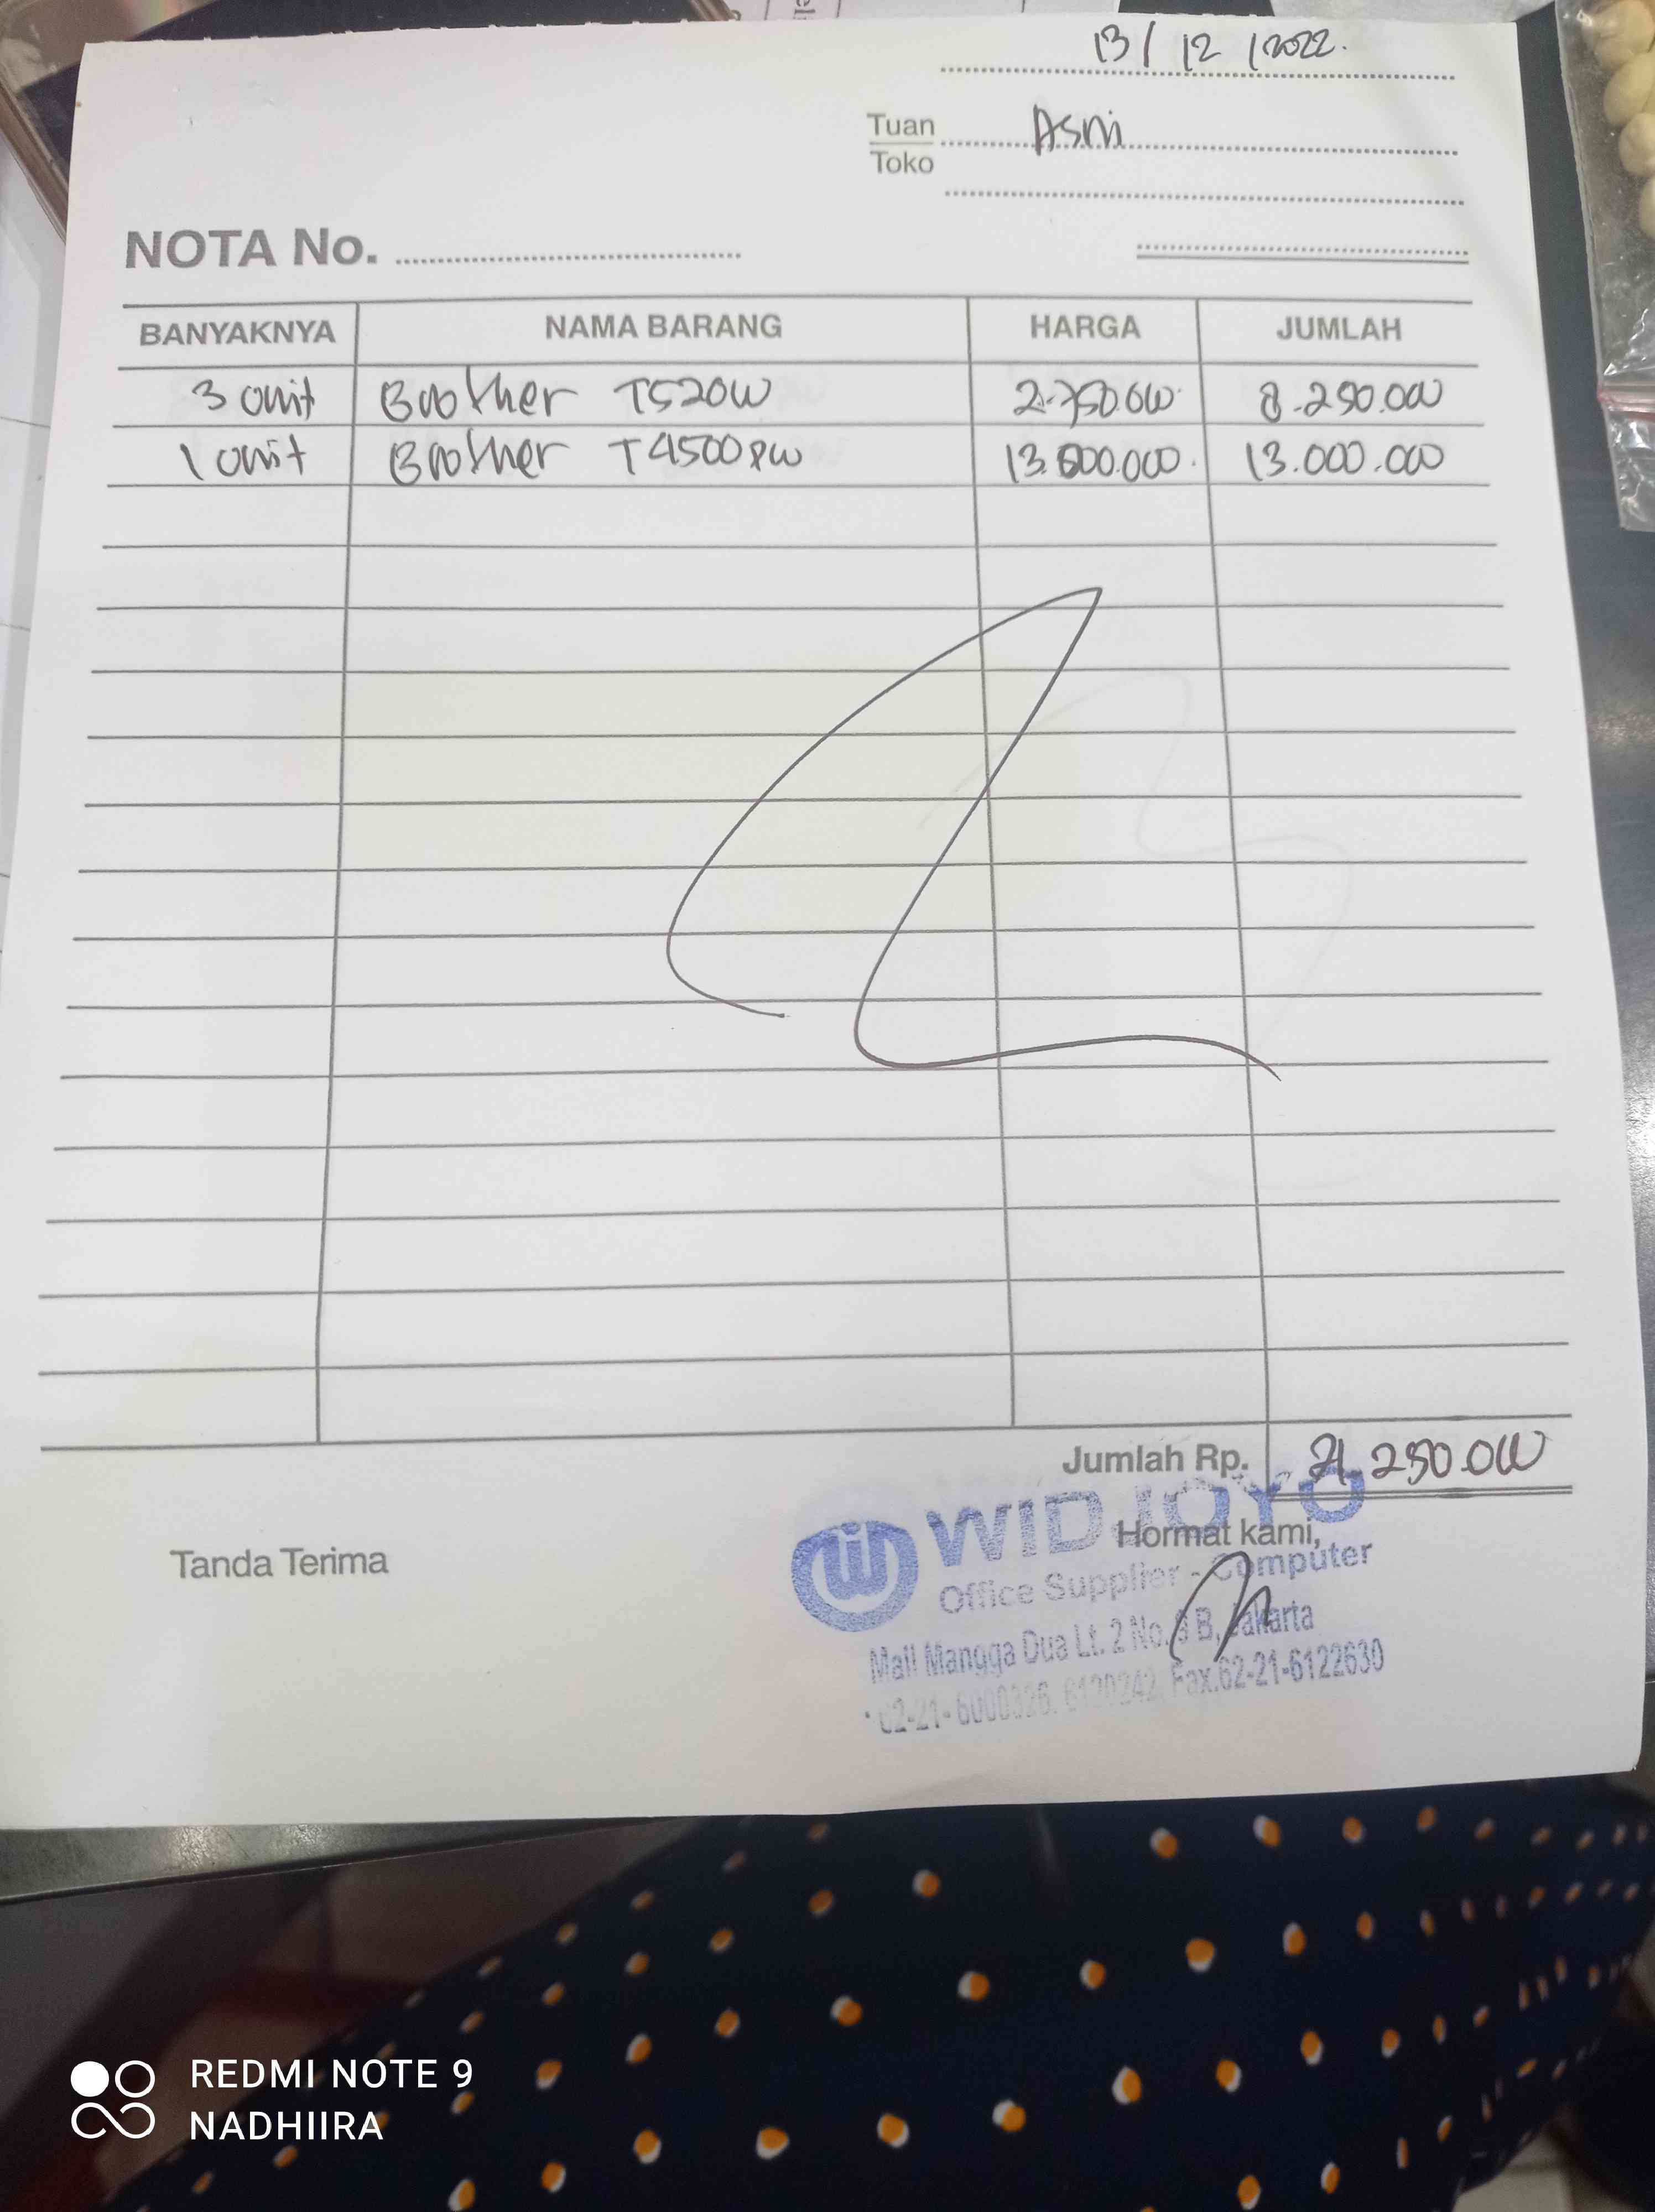 13/12/2022.
Tuan Asni
Toko
NOTA No.
BANYAKNYA NAMA BARANG HARGA JUMLAH
3 unit Brother T520W 2.750.000 8.250.000
1 unit Brother T4500DW 13.000.000 13.000.000
Jumlah Rp. 21.250.000
WIDJOYO
Hormat kami,
Tanda Terima
Office Supplier - Computer
Mall Mangga Dua Lt. 2 No. 9 B, Jakarta
Fax.62-21-6122630
REDMI NOTE 9
NADHIIRA